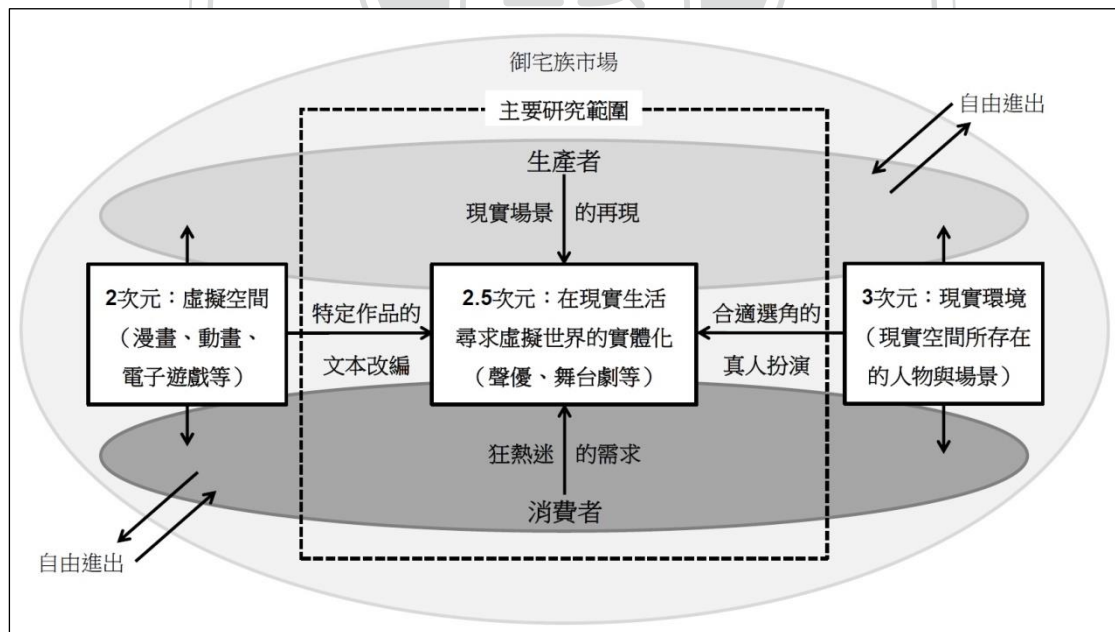 御宅族市場
主要研究範圍
自由進出
生產者
現實場景 的再現
2次元：虛擬空間
（漫畫、動畫、
電子遊戲等）
特定作品的
文本改編
2.5次元：在現實生活
尋求虛擬世界的實體化
（聲優、舞台劇等）
合適選角的
真人扮演
3次元：現實環境
（現實空間所存在
的人物與場景）
狂熱迷 的需求
消費者
自由進出